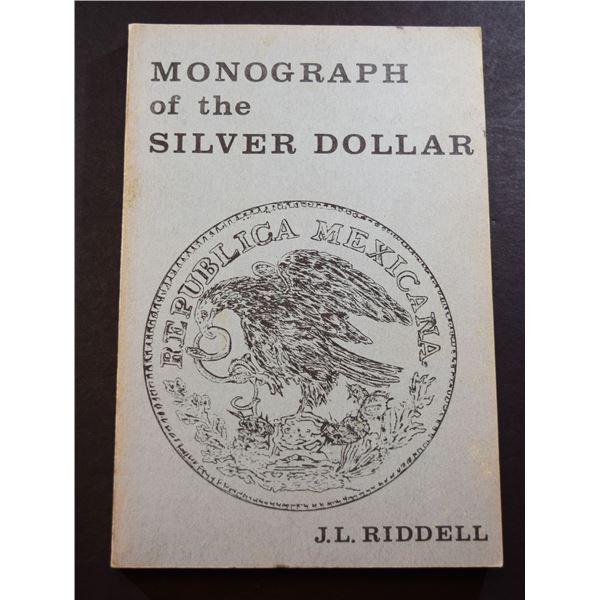 MONOGRAPH
of the
SILVER DOLLAR
REPUBLICA MEXICANA
J.L. RIDDELL